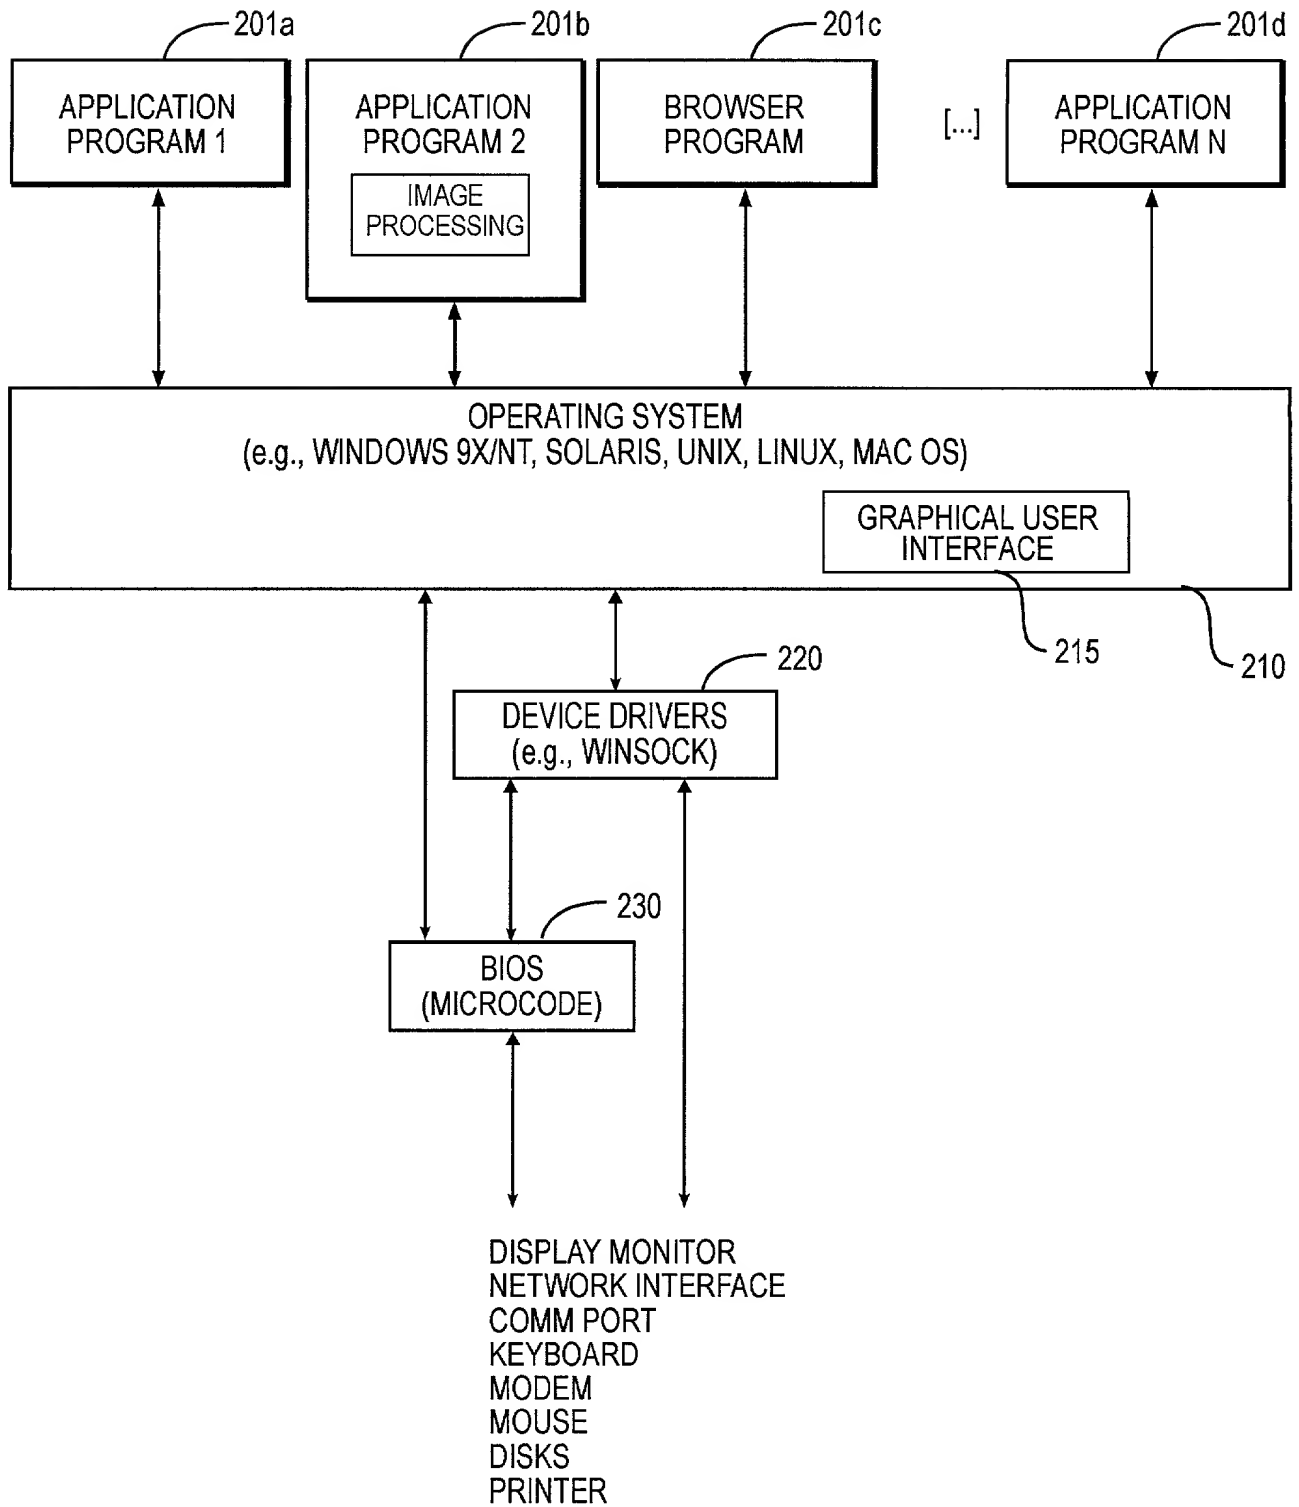 201a
201b
201c
201d
APPLICATION
PROGRAM 1
APPLICATION
PROGRAM 2
IMAGE
PROCESSING
BROWSER
PROGRAM
[...]
APPLICATION
PROGRAM N
OPERATING SYSTEM
(e.g., WINDOWS 9X/NT, SOLARIS, UNIX, LINUX, MAC OS)
GRAPHICAL USER
INTERFACE
215
210
220
DEVICE DRIVERS
(e.g., WINSOCK)
230
BIOS
(MICROCODE)
DISPLAY MONITOR
NETWORK INTERFACE
COMM PORT
KEYBOARD
MODEM
MOUSE
DISKS
PRINTER